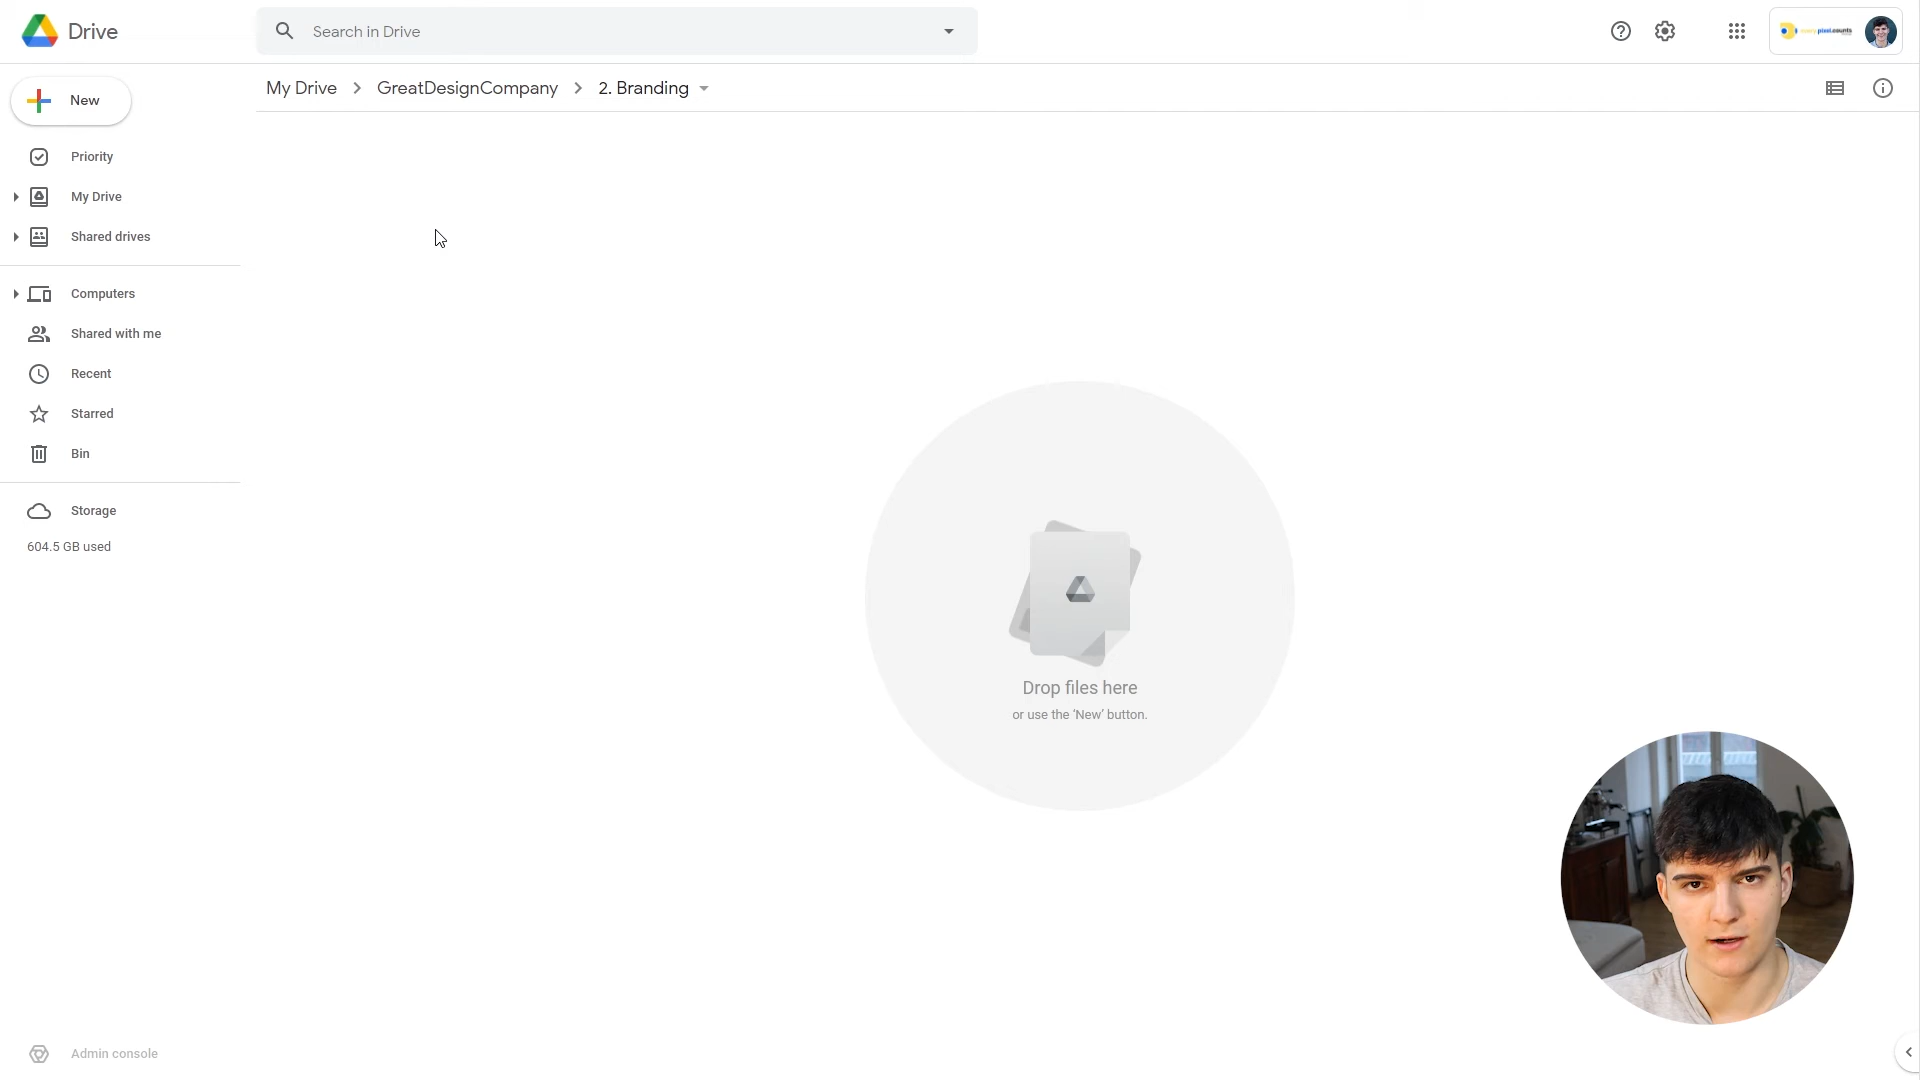 Drive
Search in Drive
My Drive
GreatDesignCompany
2. Branding
New
Priority
My Drive
Shared drives
Computers
Shared with me
Recent
Starred
Bin
Storage
604.5 GB used
Drop files here
or use the ‘New’ button.
Admin console